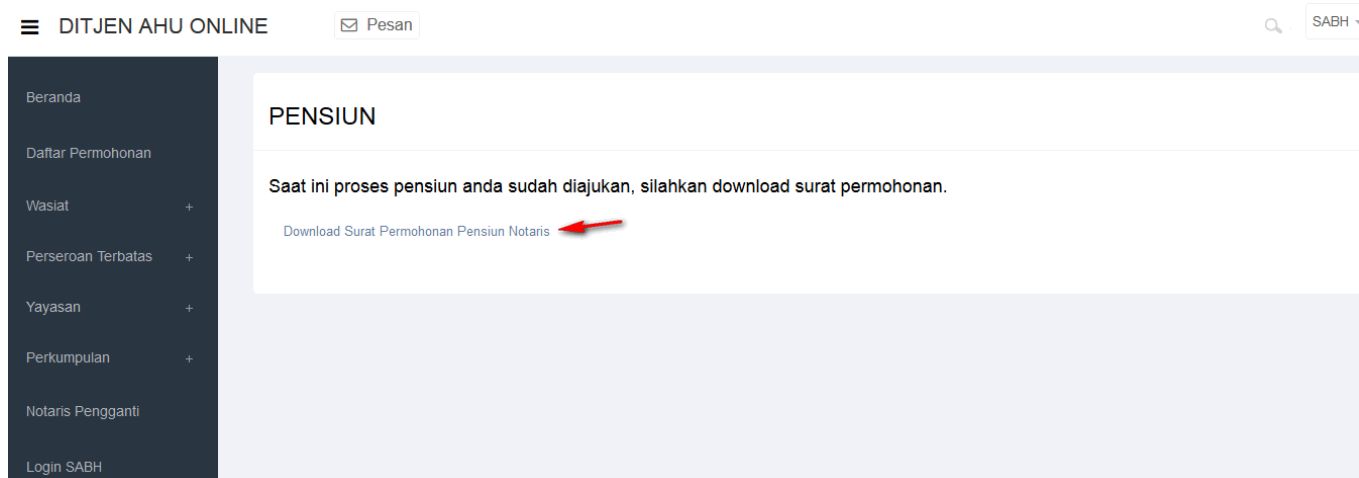 DITJEN AHU ONLINE
Pesan
SABH
Beranda
Daftar Permohonan
Wasiat +
Perseroan Terbatas +
Yayasan +
Perkumpulan +
Notaris Pengganti
Login SABH
PENSIUN
Saat ini proses pensiun anda sudah diajukan, silahkan download surat permohonan.
Download Surat Permohonan Pensiun Notaris